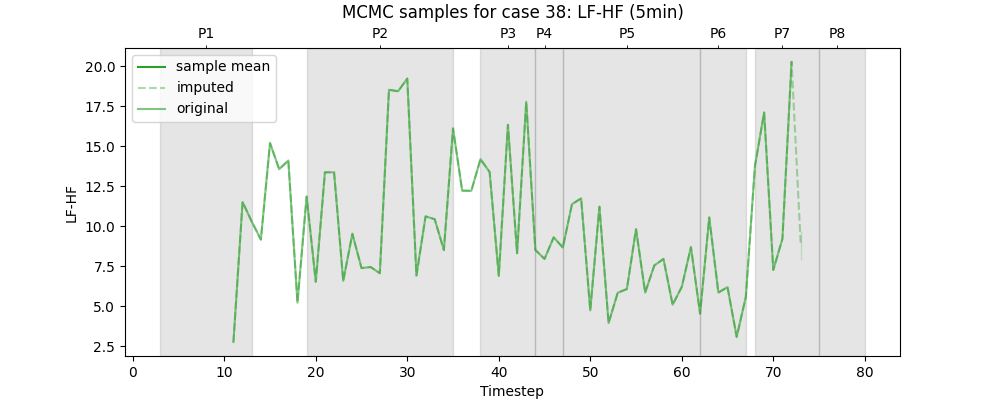 MCMC samples for case 38: LF-HF (5min)
P1 P2 P3 P4 P5 P6 P7 P8
sample mean
imputed
original
20.0
17.5
15.0
12.5
10.0
7.5
5.0
2.5
LF-HF
0 10 20 30 40 50 60 70 80
Timestep